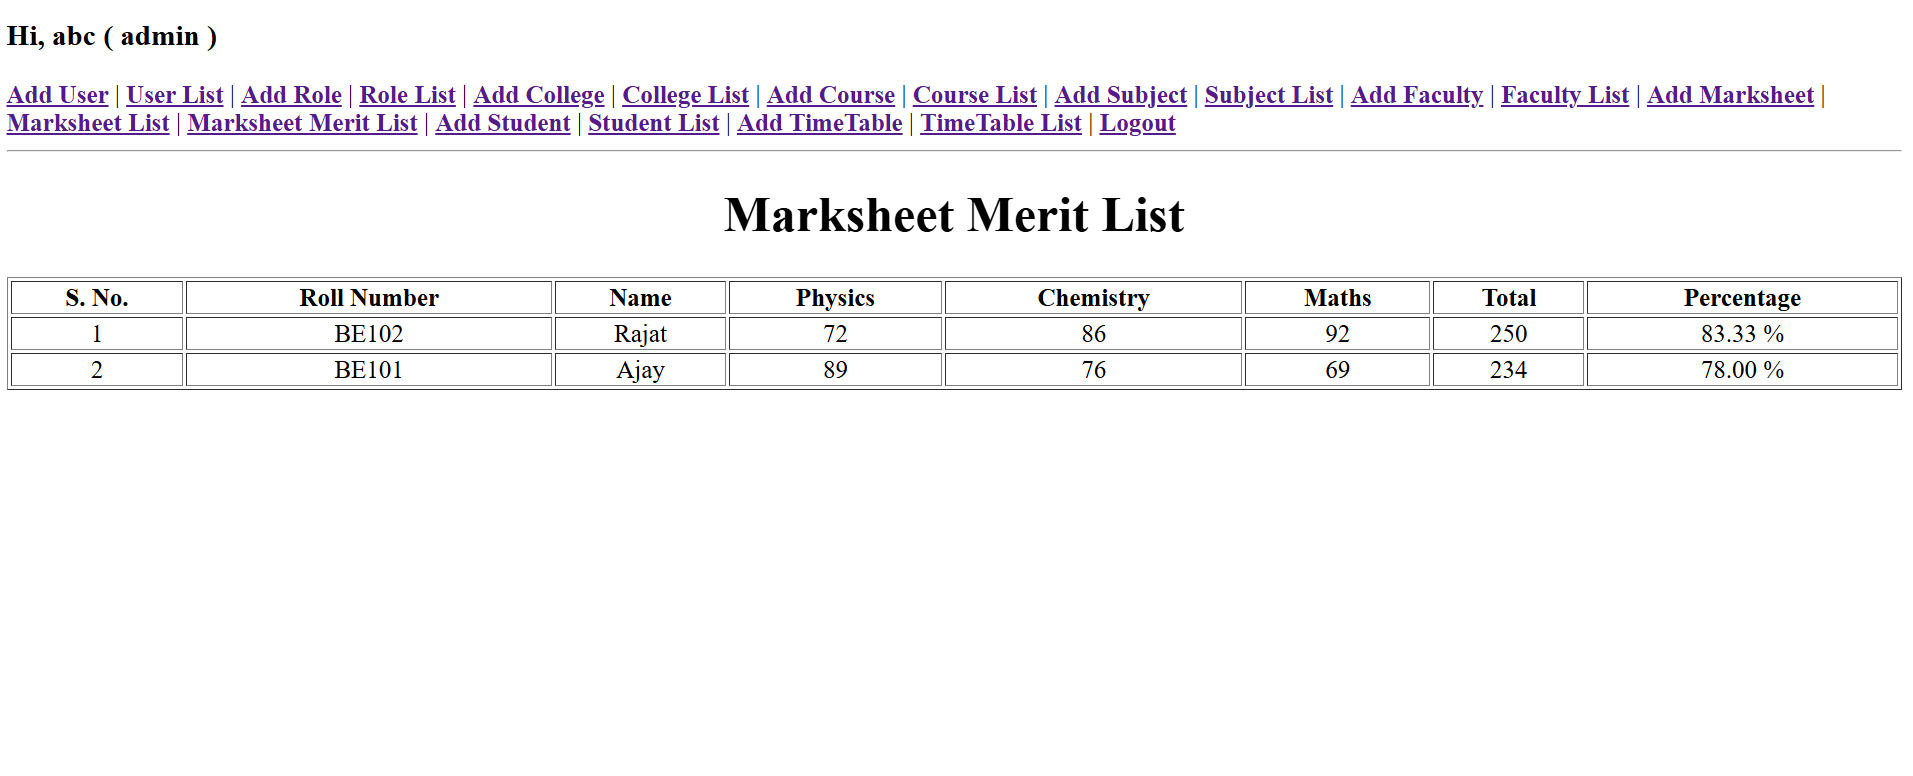 Hi, abc ( admin )
Add User | User List | Add Role | Role List | Add College | College List | Add Course | Course List | Add Subject | Subject List | Add Faculty | Faculty List | Add Marksheet |
Marksheet List | Marksheet Merit List | Add Student | Student List | Add TimeTable | TimeTable List | Logout
Marksheet Merit List
S. No. Roll Number Name Physics Chemistry Maths Total Percentage
1 BE102 Rajat 72 86 92 250 83.33 %
2 BE101 Ajay 89 76 69 234 78.00 %